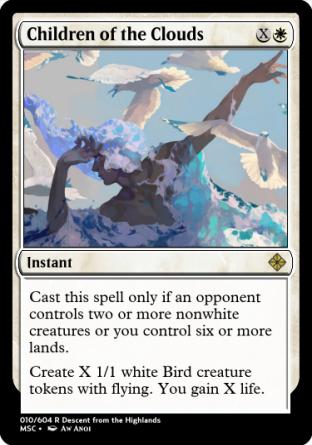 Children of the Clouds X
Instant
Cast this spell only if an opponent
controls two or more nonwhite
creatures or you control six or more
lands.
Create X 1/1 white Bird creature
tokens with flying. You gain X life.
010/604 R Descent from the Highlands
MSC • Aw Anqi